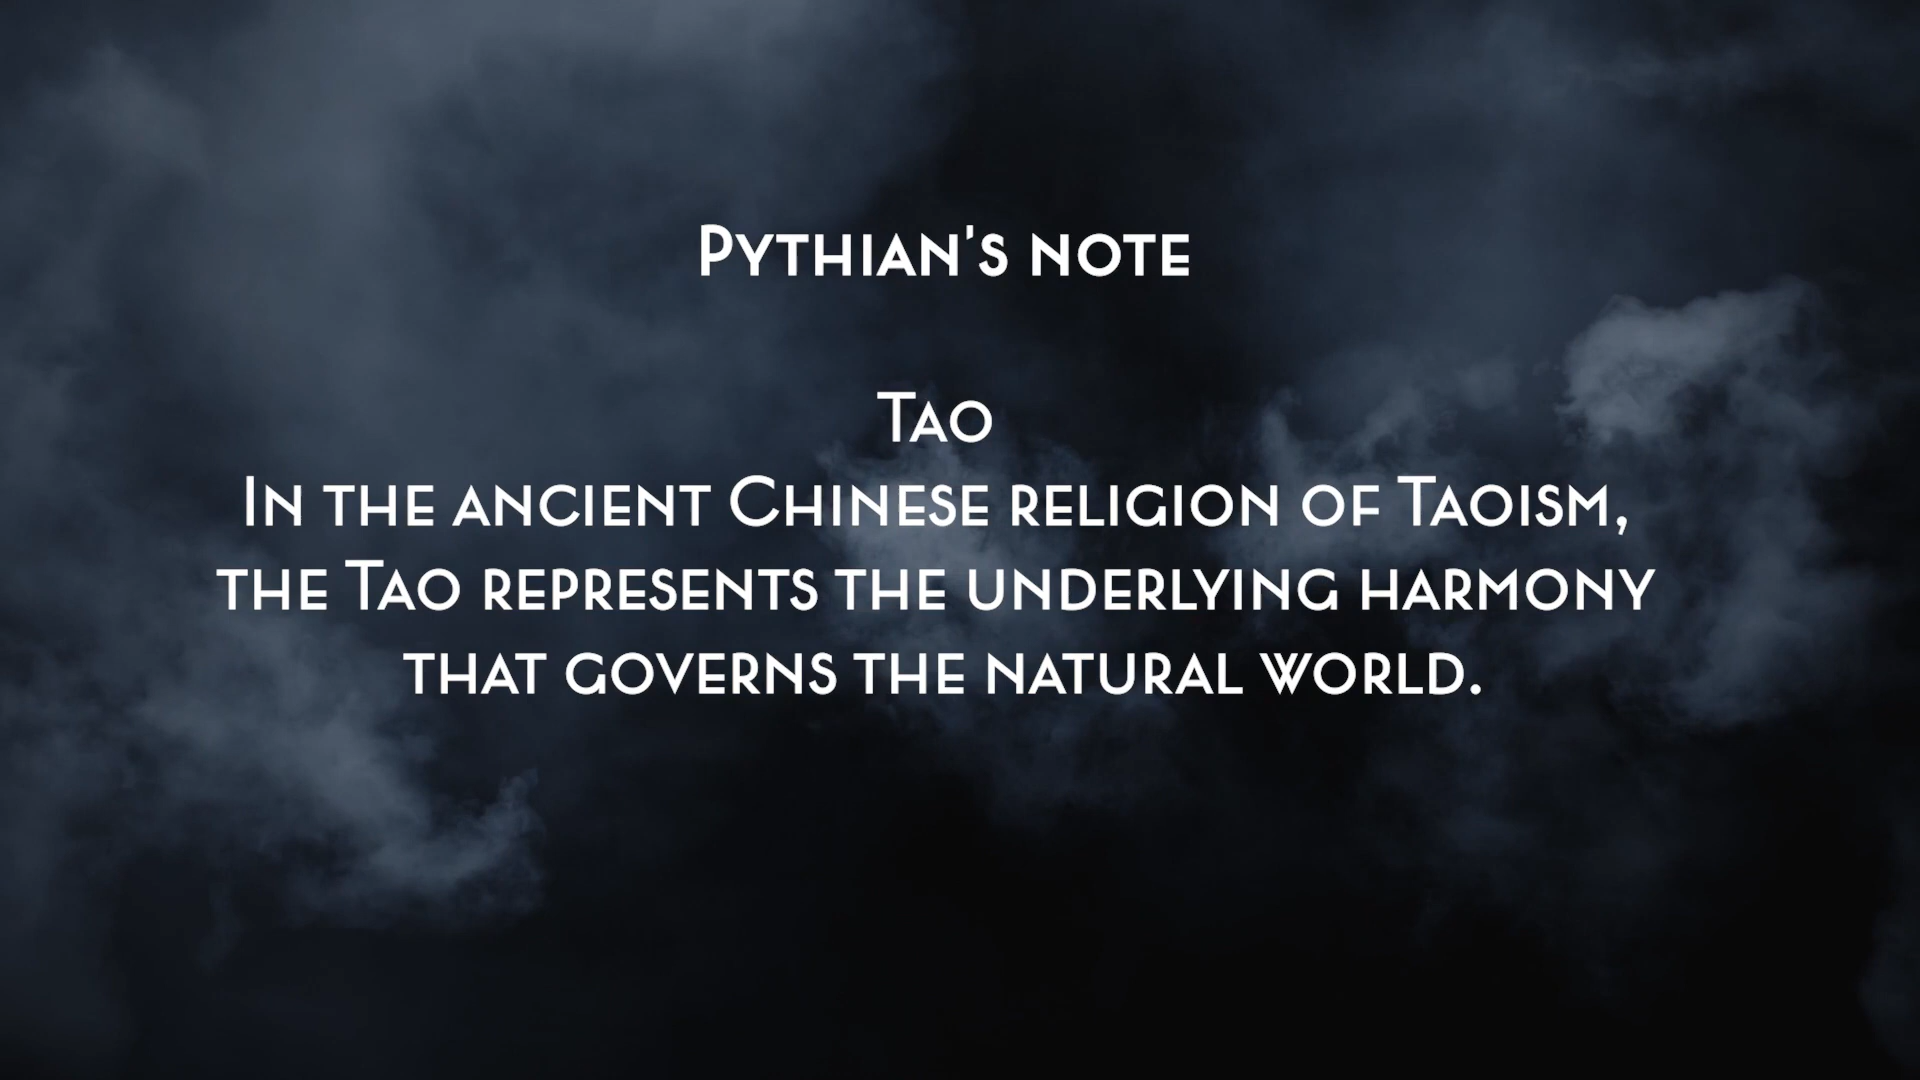 Pythian's note
Tao
In the ancient Chinese religion of Taoism,
the Tao represents the underlying harmony
that governs the natural world.